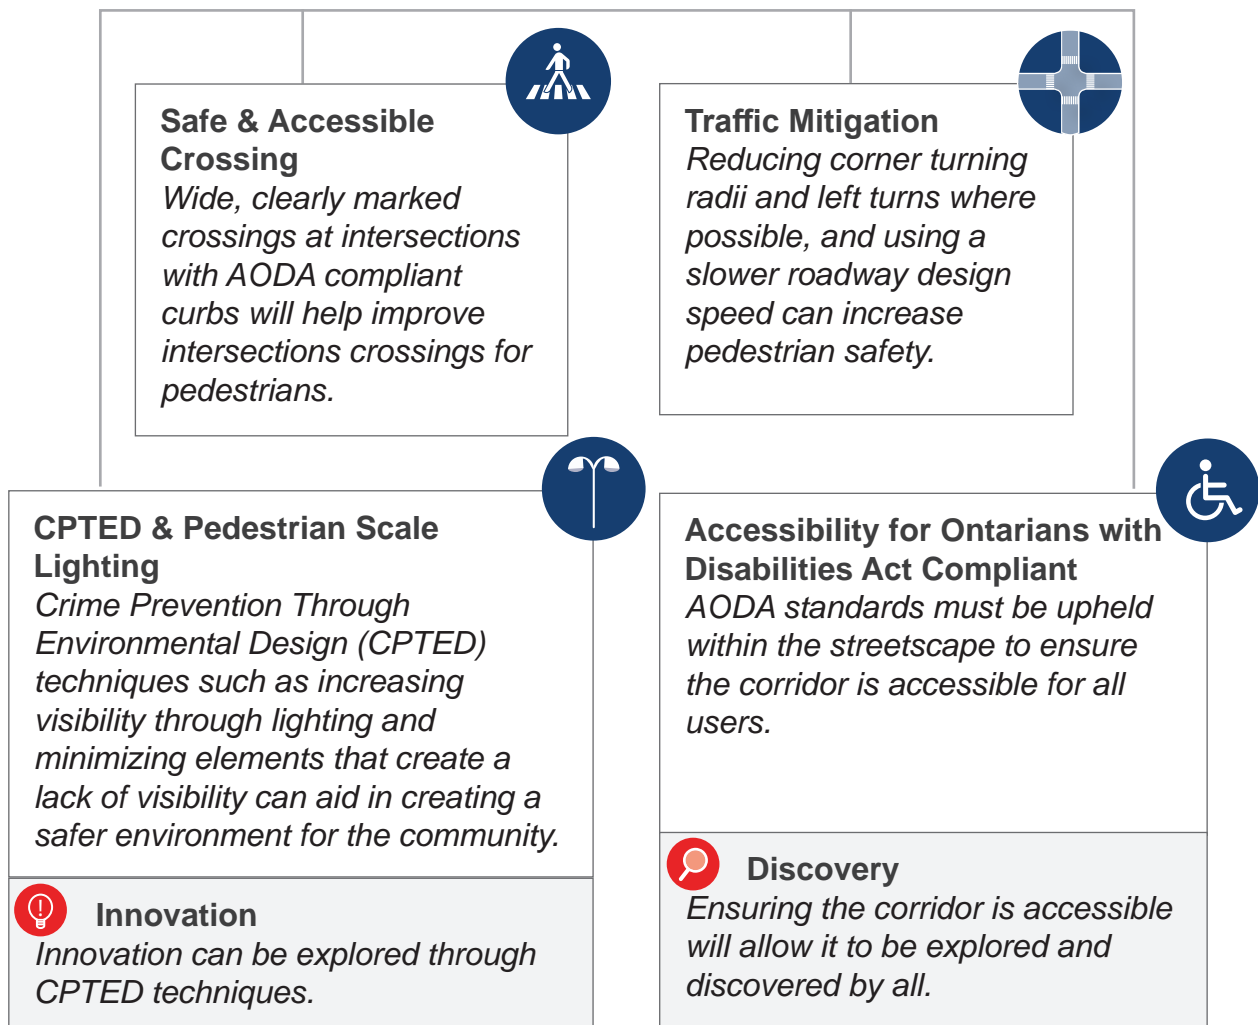 Safe & Accessible
Crossing
Wide, clearly marked
crossings at intersections
with AODA compliant
curbs will help improve
intersections crossings for
pedestrians.
Traffic Mitigation
Reducing corner turning
radii and left turns where
possible, and using a
slower roadway design
speed can increase
pedestrian safety.
CPTED & Pedestrian Scale
Lighting
Crime Prevention Through
Environmental Design (CPTED)
techniques such as increasing
visibility through lighting and
minimizing elements that create a
lack of visibility can aid in creating a
safer environment for the community.
Innovation
Innovation can be explored through
CPTED techniques.
Accessibility for Ontarians with
Disabilities Act Compliant
AODA standards must be upheld
within the streetscape to ensure
the corridor is accessible for all
users.
Discovery
Ensuring the corridor is accessible
will allow it to be explored and
discovered by all.